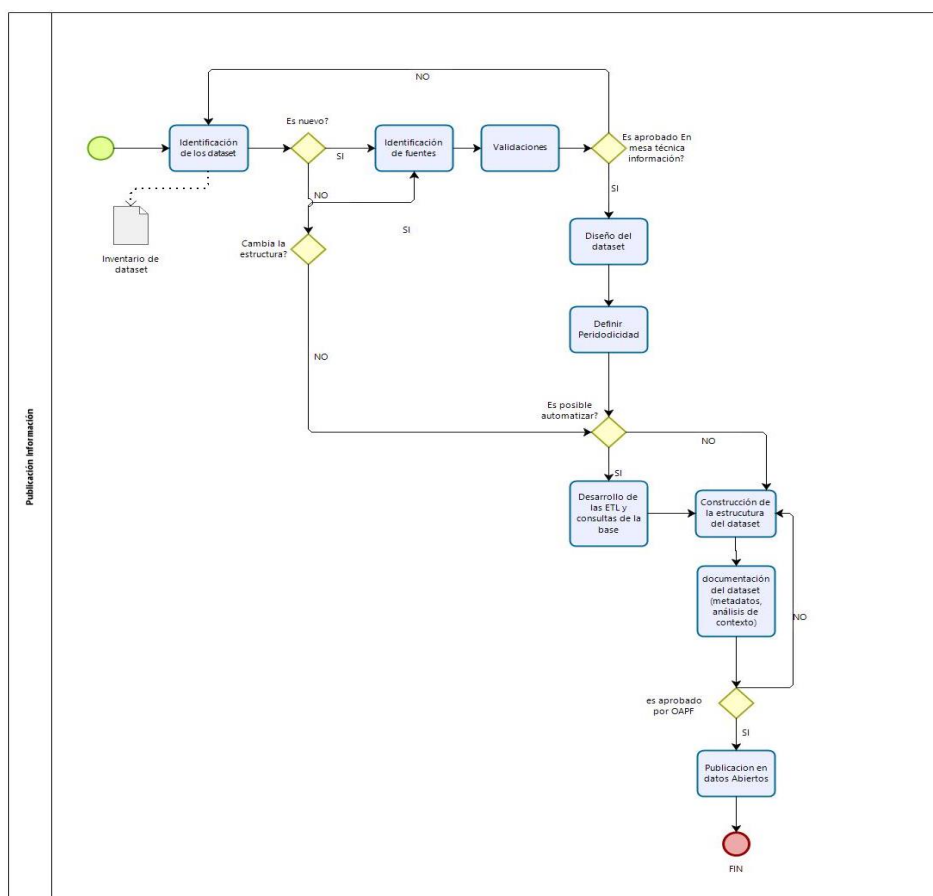 Publicación Información
NO
Es nuevo?
Identificación
de los dataset
SI
Identificación
de fuentes
Validaciones
Es aprobado En
mesa técnica
información?
NO
SI
SI
Inventario de
dataset
Cambia la
estructura?
Diseño del
dataset
Definir
Peridodicidad
NO
Es posible
automatizar?
NO
SI
Desarrollo de
las ETL y
consultas de la
base
Construcción de
la estrucutura
del dataset
documentación
del dataset
(metadatos,
análisis de
contexto)
NO
es aprobado
por OAPF
SI
Publicacion en
datos Abiertos
FIN